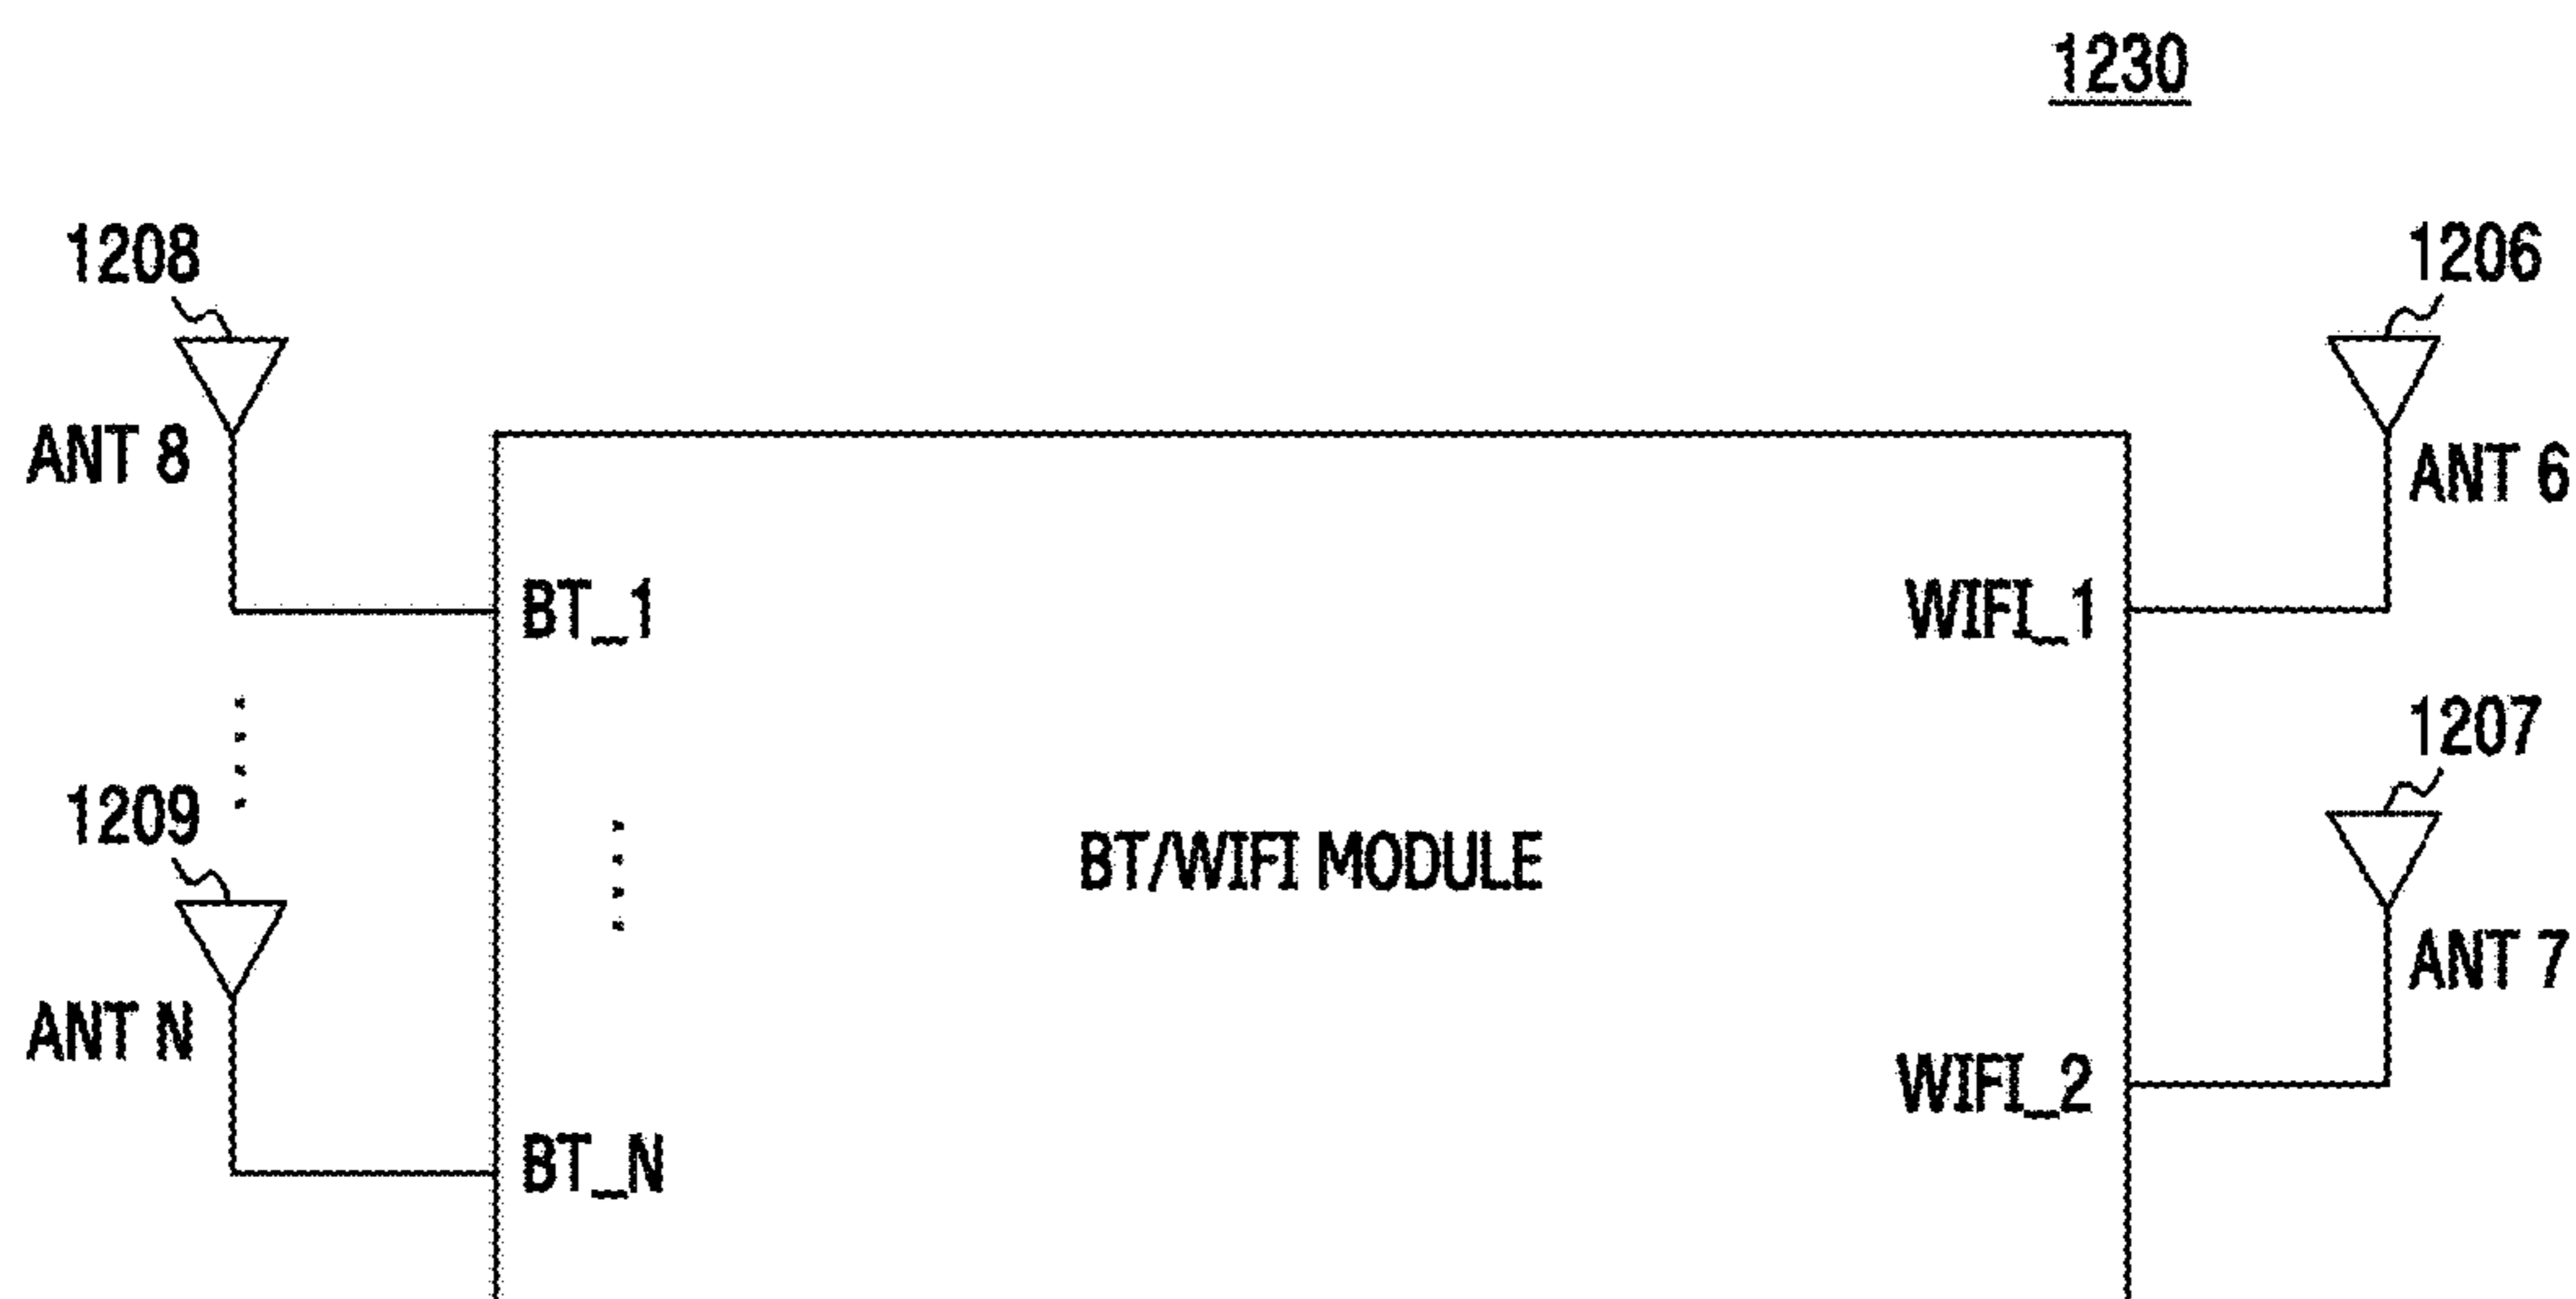 1230
1208
1206
ANT 8
ANT 6
BT_1
WIFI_1
1207
1209
BT/WIFI MODULE
ANT 7
ANT N
WIFI_2
BT_N